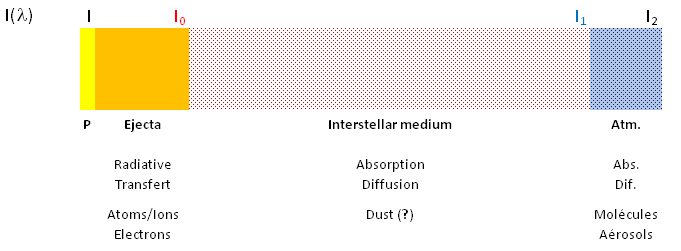 I(λ) I I₀ I₁ I₂
P Ejecta Interstellar medium Atm.
Radiative Absorption Abs.
Transfert Diffusion Dif.
Atoms/Ions Dust (?) Molécules
Electrons Aérosols